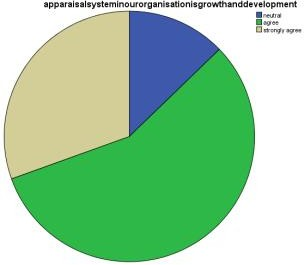 apparaisalsysteminourorganisationisgrowthanddevelopment
neutral
agree
strongly agree